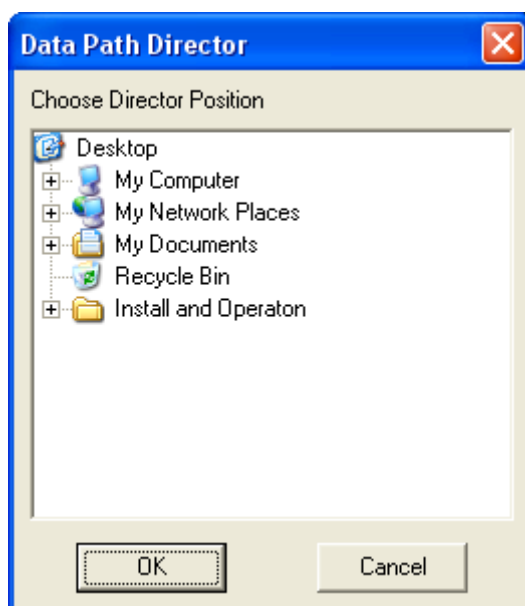 Data Path Director
Choose Director Position
Desktop
My Computer
My Network Places
My Documents
Recycle Bin
Install and Operaton
OK
Cancel